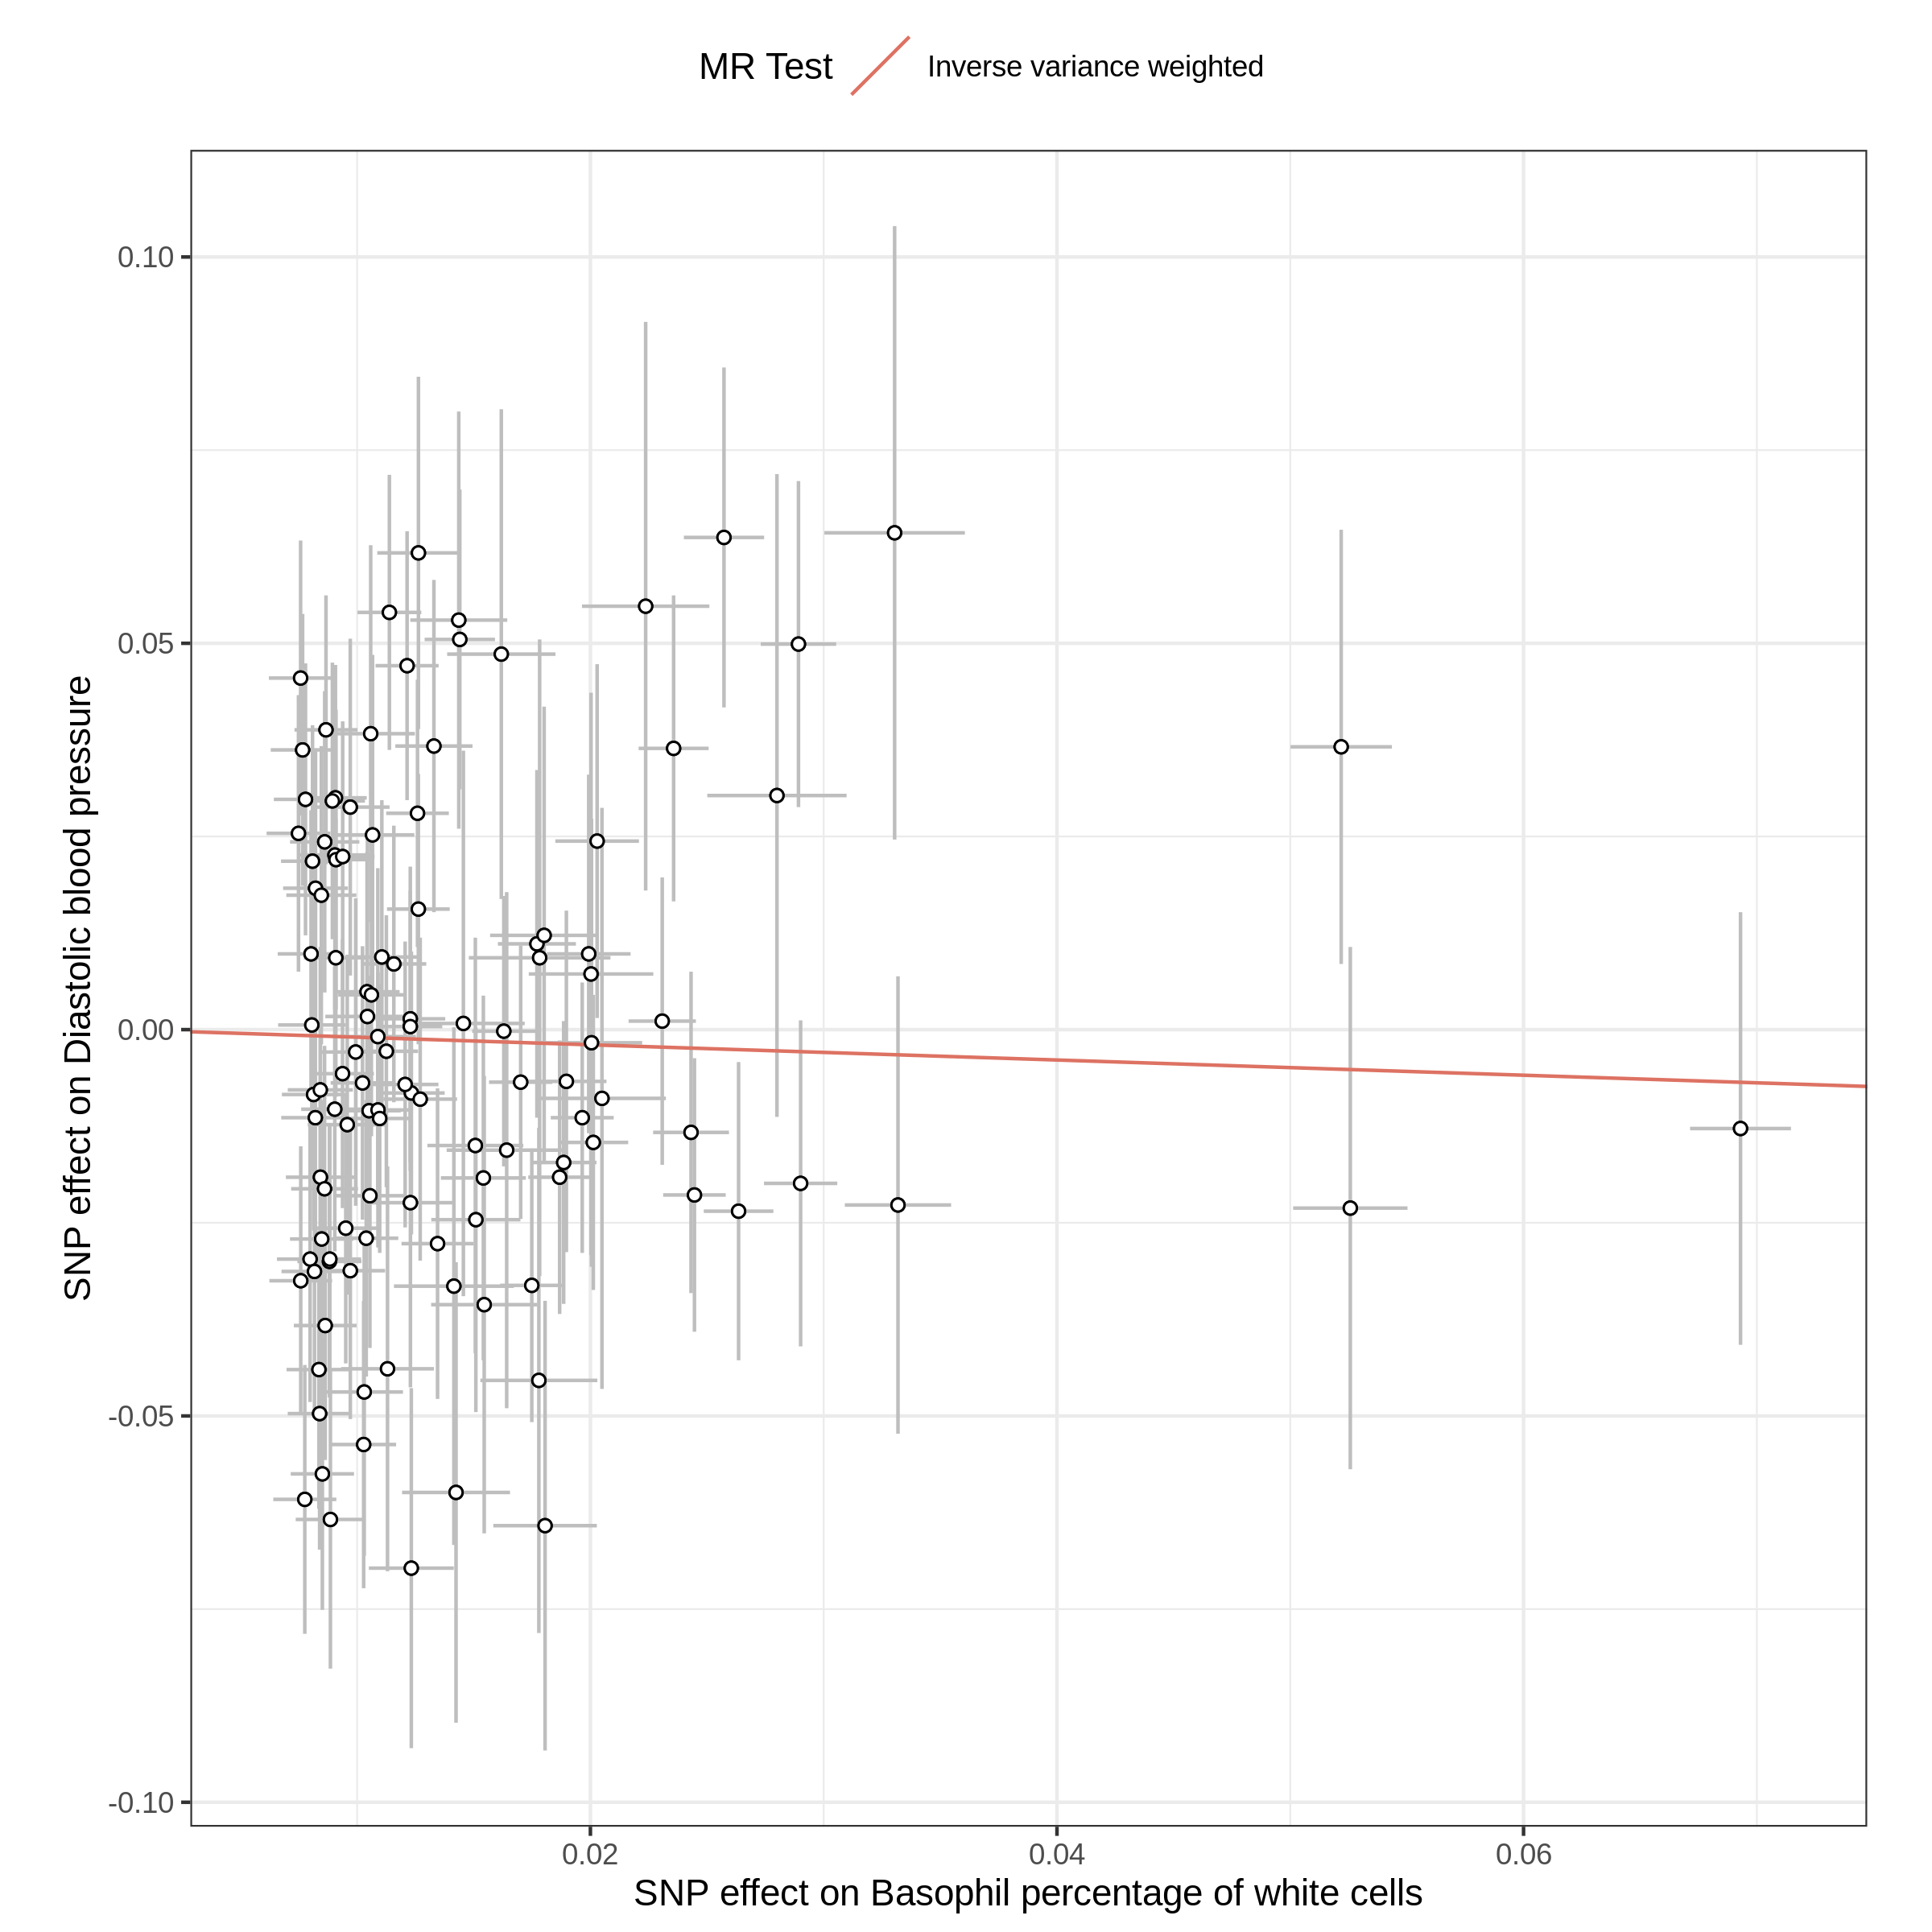 MR Test Inverse variance weighted
0.10
0.05
0.00
-0.05
-0.10
SNP effect on Diastolic blood pressure
0.02 0.04 0.06
SNP effect on Basophil percentage of white cells